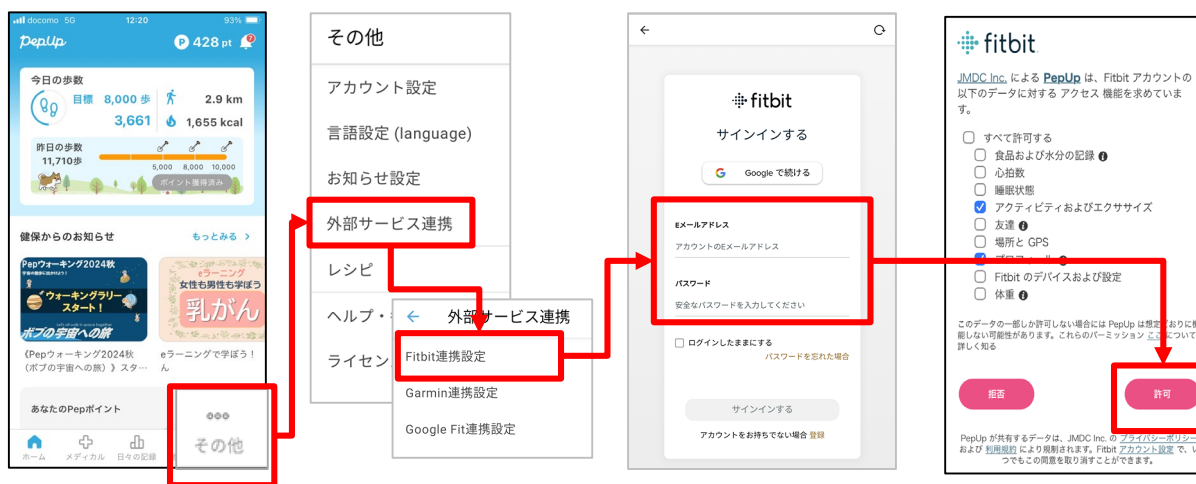 docomo 5G 12:20 93%
PepUp
P 428 pt
7
今日の歩数
目標 8,000 歩
2.9 km
3,661
1,655 kcal
昨日の歩数
11,710歩
5,000 8,000 10,000
ポイント獲得済み
健保からのお知らせ
もっとみる >
Pepウォーキング2024秋
ウォーキングラリー
スタート！
ポプの宇宙への旅
eラーニング
女性も男性も学ぼう
乳がん
《Pepウォーキング2024秋
（ポプの宇宙への旅）》スタ…
eラーニングで学ぼう！
ん
あなたのPepポイント
ホーム
メディカル
日々の記録
その他
その他
アカウント設定
言語設定 (language)
お知らせ設定
外部サービス連携
レシピ
ヘルプ・
ライセン
← 外部サービス連携
Fitbit連携設定
Garmin連携設定
Google Fit連携設定
←
fitbit
サインインする
G Google で続ける
Eメールアドレス
アカウントのEメールアドレス
パスワード
安全なパスワードを入力してください
ログインしたままにする
パスワードを忘れた場合
サインインする
アカウントをお持ちでない場合 登録
fitbit
JMDC Inc. による PepUp は、Fitbit アカウントの
以下のデータに対する アクセス 機能を求めていま
す。
すべて許可する
食品および水分の記録
心拍数
睡眠状態
アクティビティおよびエクササイズ
友達
場所と GPS
プロフィール
Fitbit のデバイスおよび設定
体重
このデータの一部しか許可しない場合には PepUp は想定どおりに機
能しない可能性があります。これらのパーミッション ここ について
詳しく知る
拒否
許可
PepUp が共有するデータは、JMDC Inc. の プライバシーポリシー
および 利用規約 により規制されます。Fitbit アカウント設定 で、い
つでもこの同意を取り消すことができます。